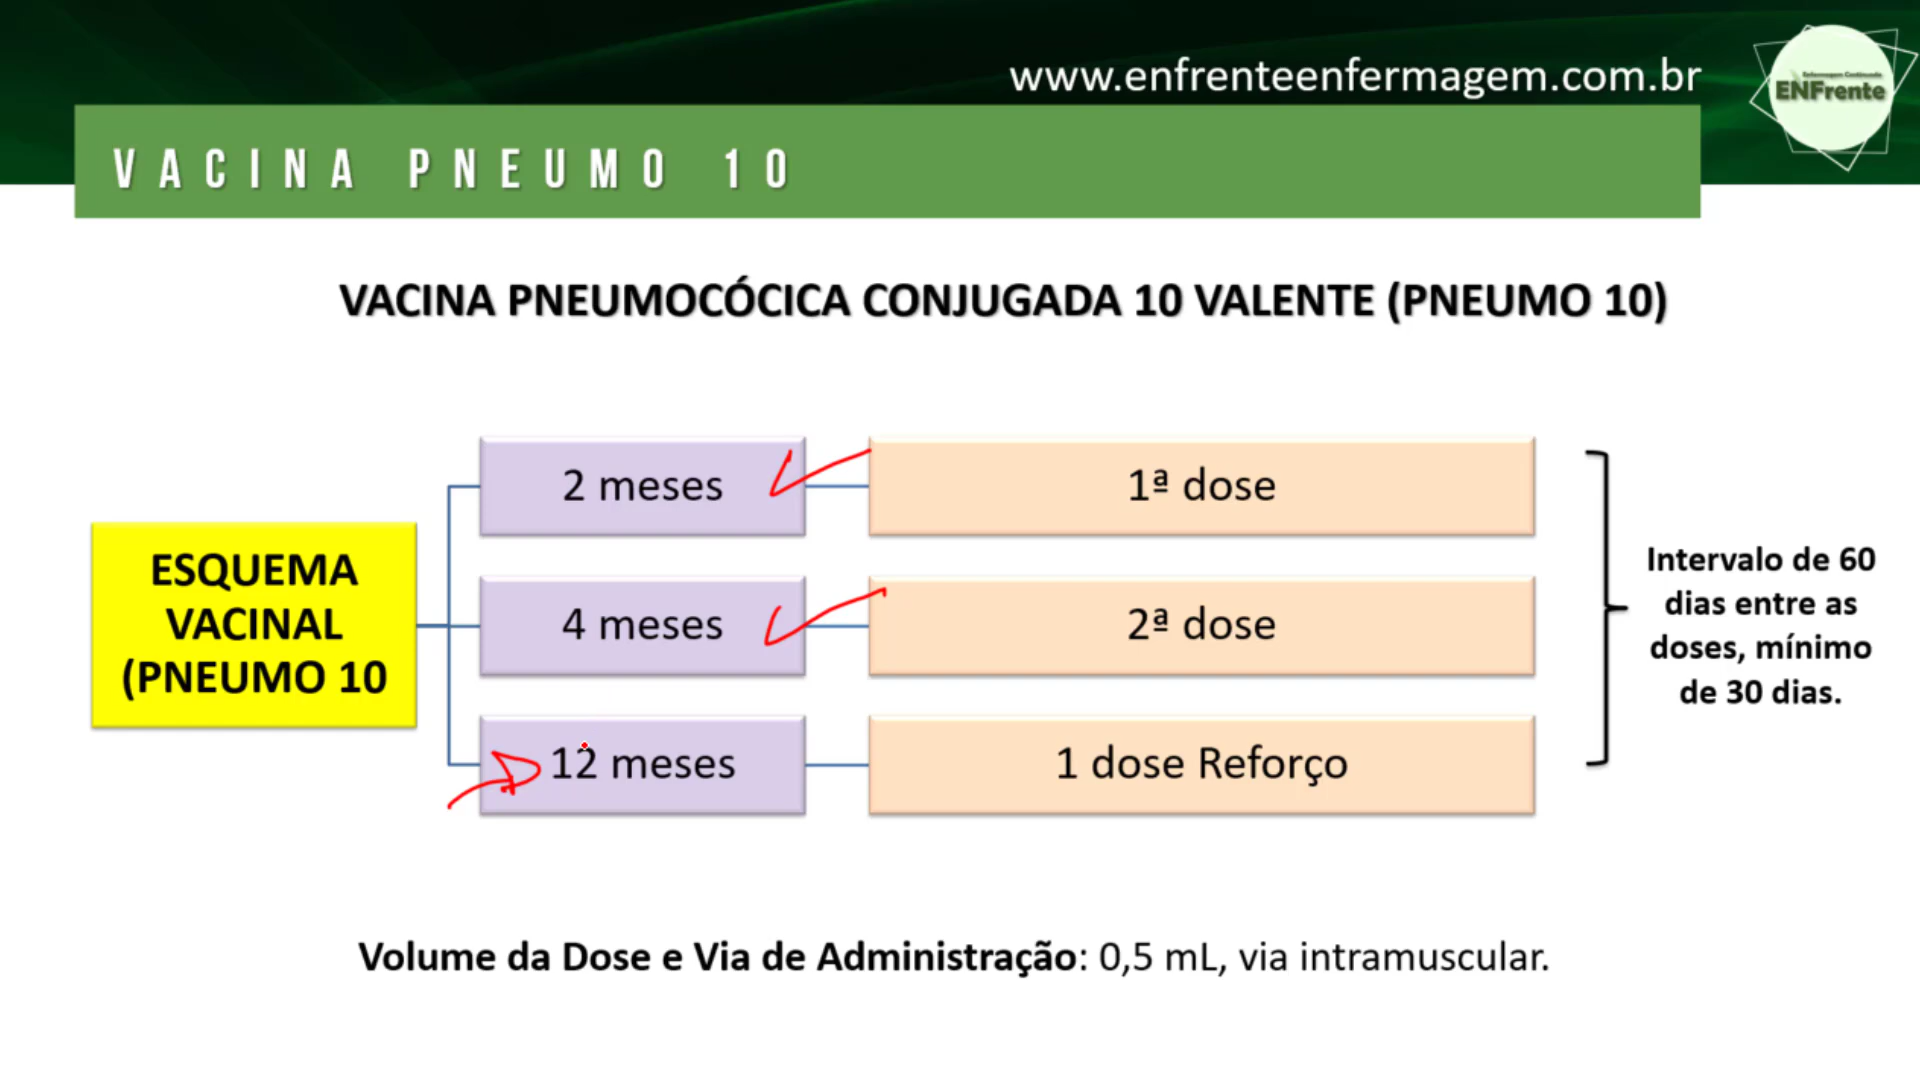 www.enfrenteenfermagem.com.br
Enfermagem Continuada
ENFrente
VACINA PNEUMO 10
VACINA PNEUMOCÓCICA CONJUGADA 10 VALENTE (PNEUMO 10)
ESQUEMA
VACINAL
(PNEUMO 10
2 meses
1ª dose
4 meses
2ª dose
12 meses
1 dose Reforço
Intervalo de 60
dias entre as
doses, mínimo
de 30 dias.
Volume da Dose e Via de Administração: 0,5 mL, via intramuscular.